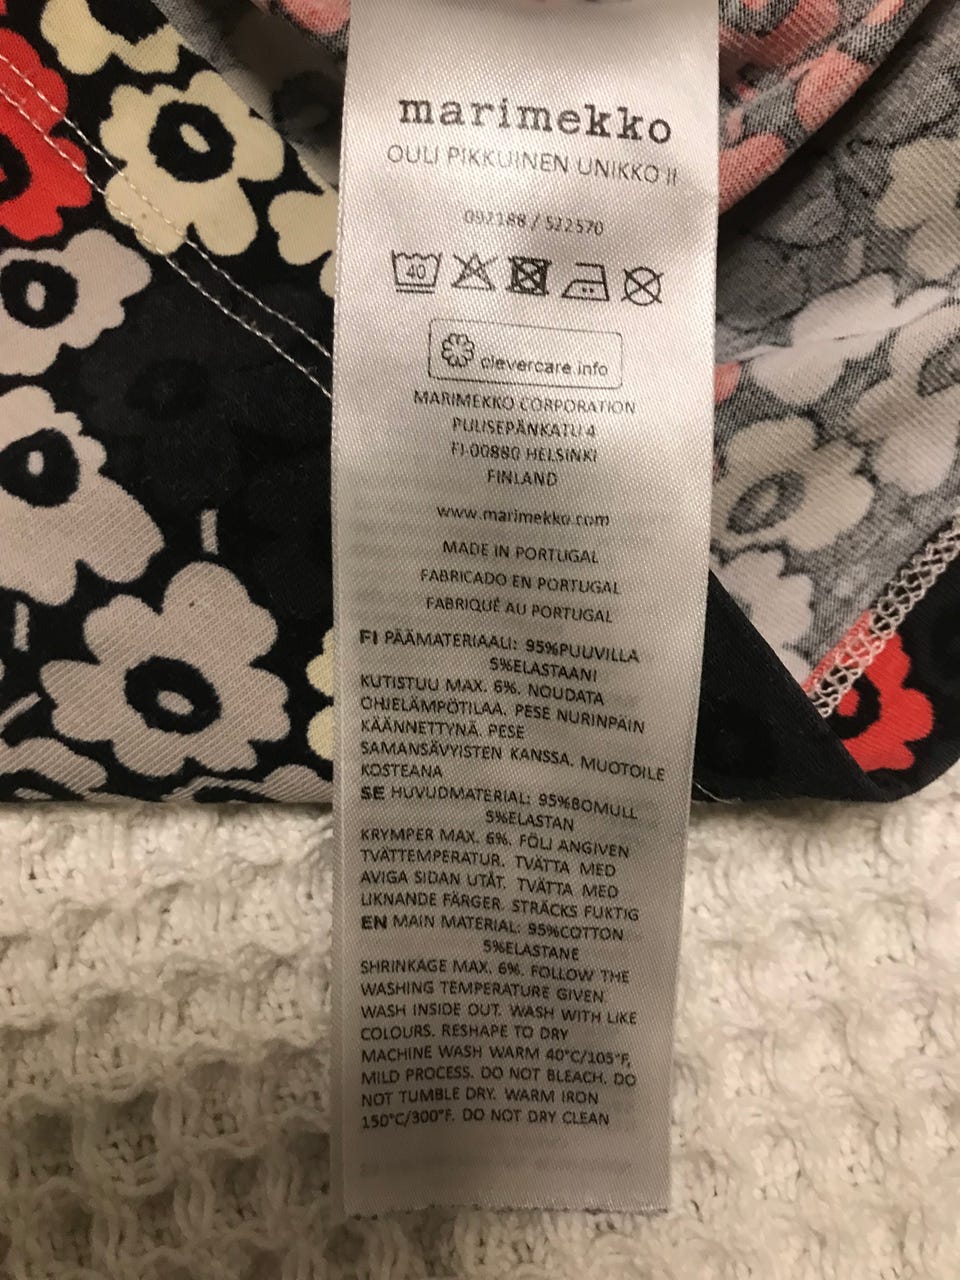 marimekko
OULI PIKKUINEN UNIKKO II
092188 / 522570
40
clevercare.info
MARIMEKKO CORPORATION
PUUSEPÄNKATU 4
FI-00880 HELSINKI
FINLAND
www.marimekko.com
MADE IN PORTUGAL
FABRICADO EN PORTUGAL
FABRIQUÉ AU PORTUGAL
FI PÄÄMATERIAALI: 95%PUUVILLA
5%ELASTAANI
KUTISTUU MAX. 6%. NOUDATA
OHJELÄMPÖTILAA. PESE NURINPÄIN
KÄÄNNETTYNÄ. PESE
SAMANSÄVYISTEN KANSSA. MUOTOILE
KOSTEANA
SE HUVUDMATERIAL: 95%BOMULL
5%ELASTAN
KRYMPER MAX. 6%. FÖLJ ANGIVEN
TVÄTTEMPERATUR. TVÄTTA MED
AVIGA SIDAN UTÅT. TVÄTTA MED
LIKNANDE FÄRGER. STRÄCKS FUKTIG
EN MAIN MATERIAL: 95%COTTON
5%ELASTANE
SHRINKAGE MAX. 6%. FOLLOW THE
WASHING TEMPERATURE GIVEN
WASH INSIDE OUT. WASH WITH LIKE
COLOURS. RESHAPE TO DRY
MACHINE WASH WARM 40°C/105°F,
MILD PROCESS. DO NOT BLEACH. DO
NOT TUMBLE DRY. WARM IRON
150°C/300°F. DO NOT DRY CLEAN